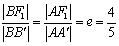 |BF₁|/|BB′| = |AF₁|/|AA′| = e = 4/5